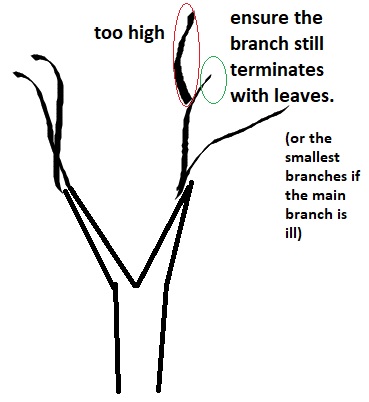 too high
ensure the
branch still
terminates
with leaves.
(or the
smallest
branches if
the main
branch is
ill)